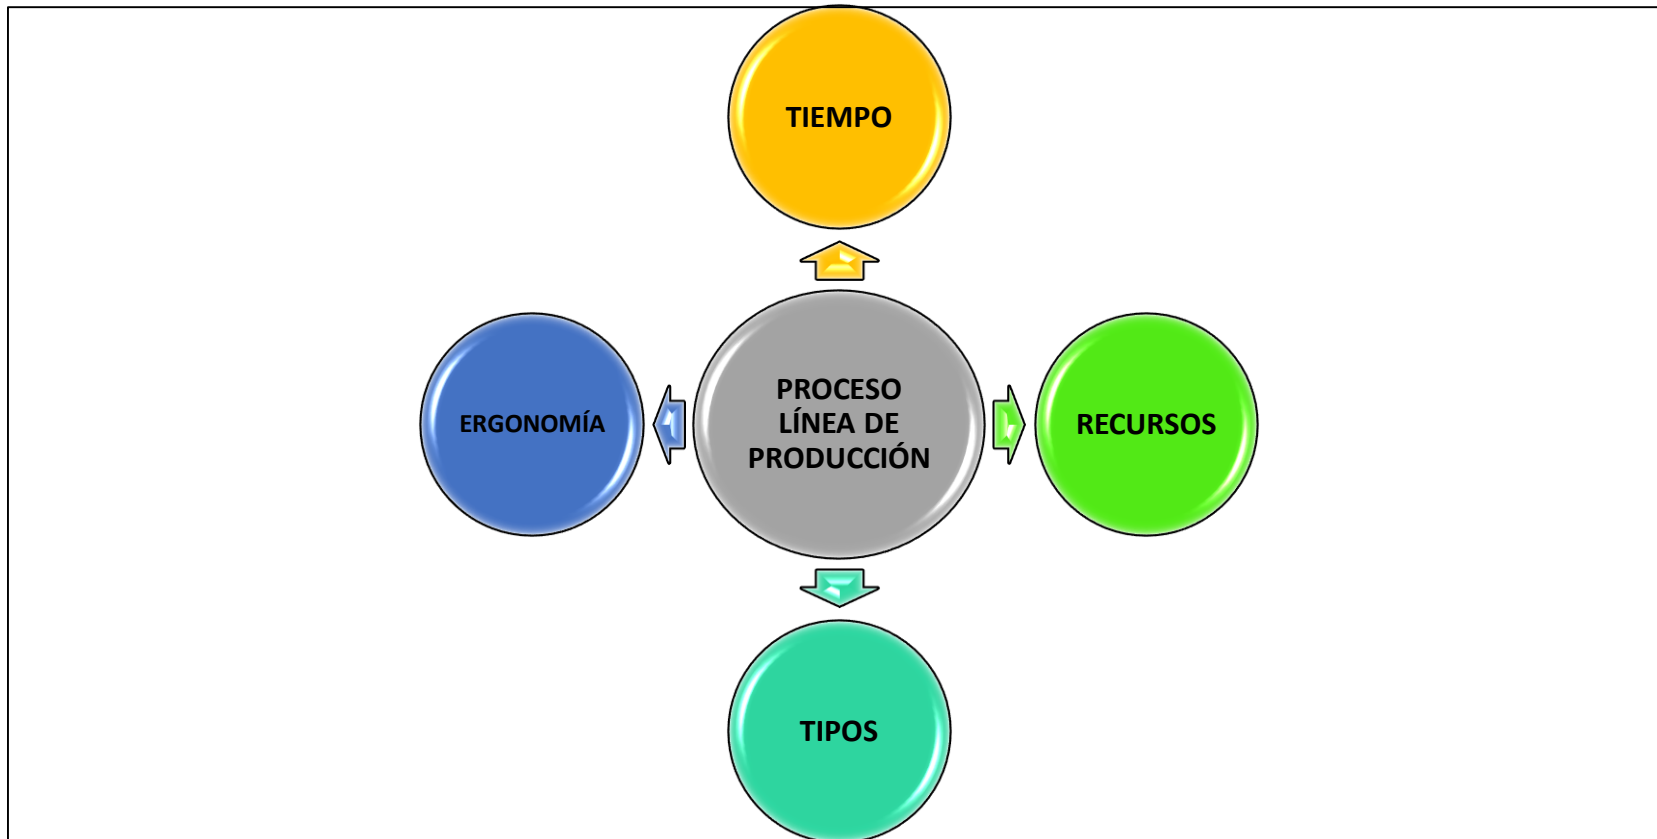 TIEMPO
ERGONOMÍA
PROCESO
LÍNEA DE
PRODUCCIÓN
RECURSOS
TIPOS